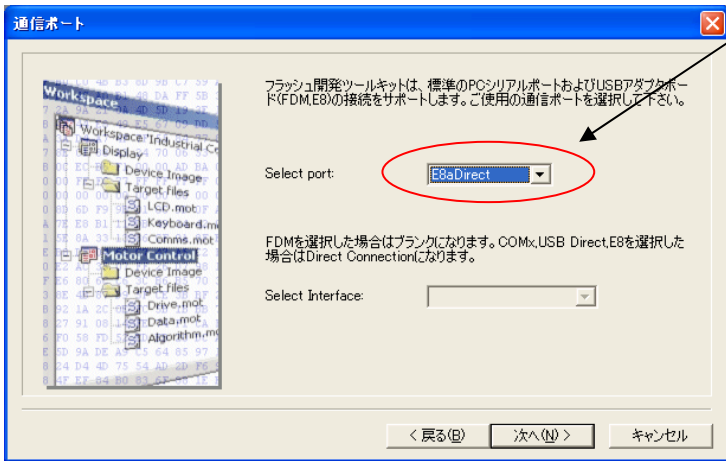 通信ポート
フラッシュ開発ツールキットは、標準のPCシリアルポートおよびUSBアダプタボー
ド(FDM,E8)の接続をサポートします。ご使用の通信ポートを選択して下さい。
Select port:
E8aDirect
FDMを選択した場合はブランクになります。COMx,USB Direct,E8を選択した
場合はDirect Connectionになります。
Select Interface:
Workspace
Workspace "Industrial Co
Display
Device Image
Target files
LCD.mot
Keyboard.m
Comms.mot
Motor Control
Device Image
Target files
Drive.mot
Data.mot
Algorithm.mo
< 戻る(B)
次へ(N) >
キャンセル